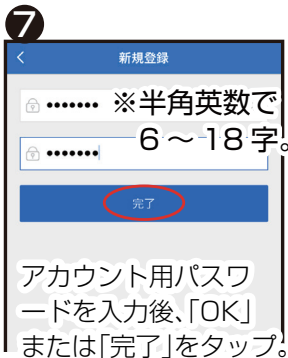 ❼
新規登録
••••••• ※半角英数で
6～18字。
•••••••
完了
アカウント用パスワ
ードを入力後、「OK」
または「完了」をタップ。